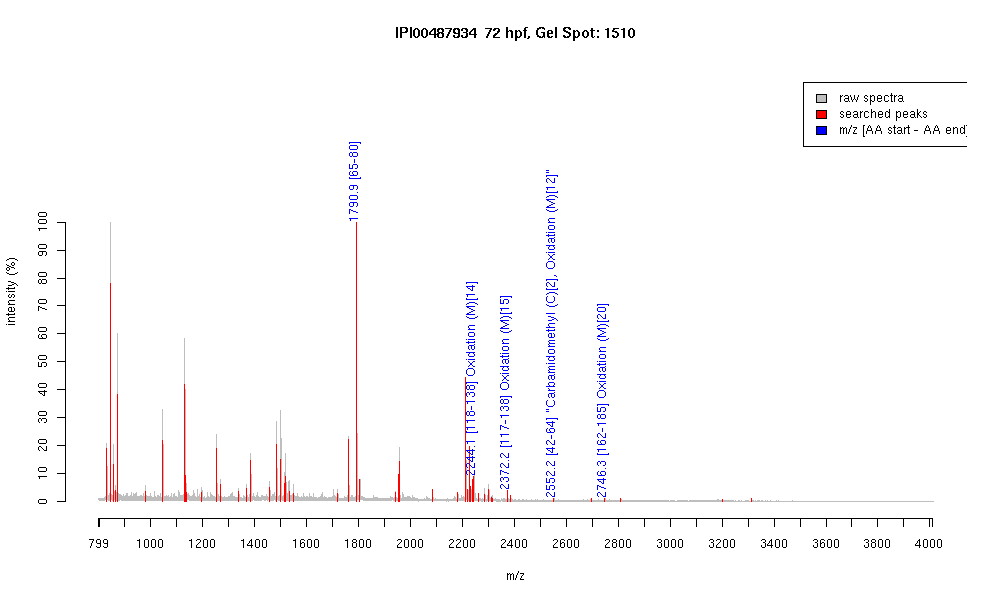 IPI00487934 72 hpf, Gel Spot: 1510
raw spectra
searched peaks
m/z [AA start - AA end]
1790.9 [65-80]
2244.1 [118-138] Oxidation (M)[14]
2372.2 [117-138] Oxidation (M)[15]
2552.2 [42-64] "Carbamidomethyl (C)[2], Oxidation (M)[12]"
2746.3 [162-185] Oxidation (M)[20]
intensity (%)
100
90
80
70
60
50
40
30
20
10
0
799 1000 1200 1400 1600 1800 2000 2200 2400 2600 2800 3000 3200 3400 3600 3800 4000
m/z